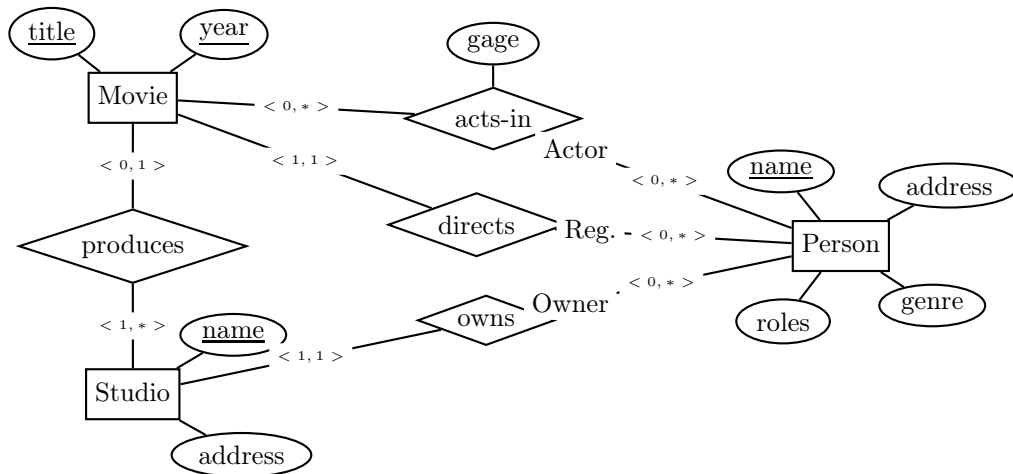 title
year
gage
Movie
< 0, ∗ >
acts-in
Actor
< 0, 1 >
< 1, 1 >
< 0, ∗ >
name
address
produces
directs
Reg.
< 0, ∗ >
Person
< 0, ∗ >
Owner
genre
< 1, ∗ >
name
owns
roles
< 1, 1 >
Studio
address